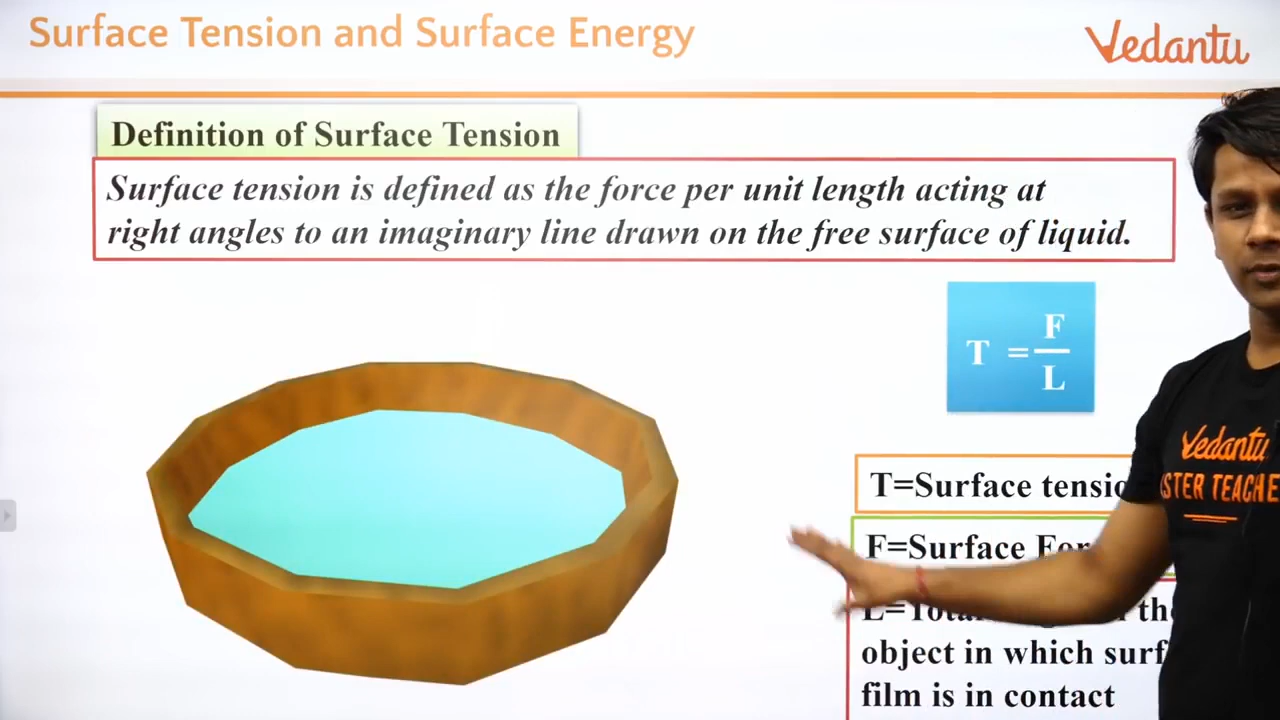 Surface Tension and Surface Energy
Vedantu
Definition of Surface Tension
Surface tension is defined as the force per unit length acting at
right angles to an imaginary line drawn on the free surface of liquid.
T = F
L
T=Surface tensio
F=Surface For
L=Total the
object in which surf
film is in contact
Vedantu
STER TEACHE